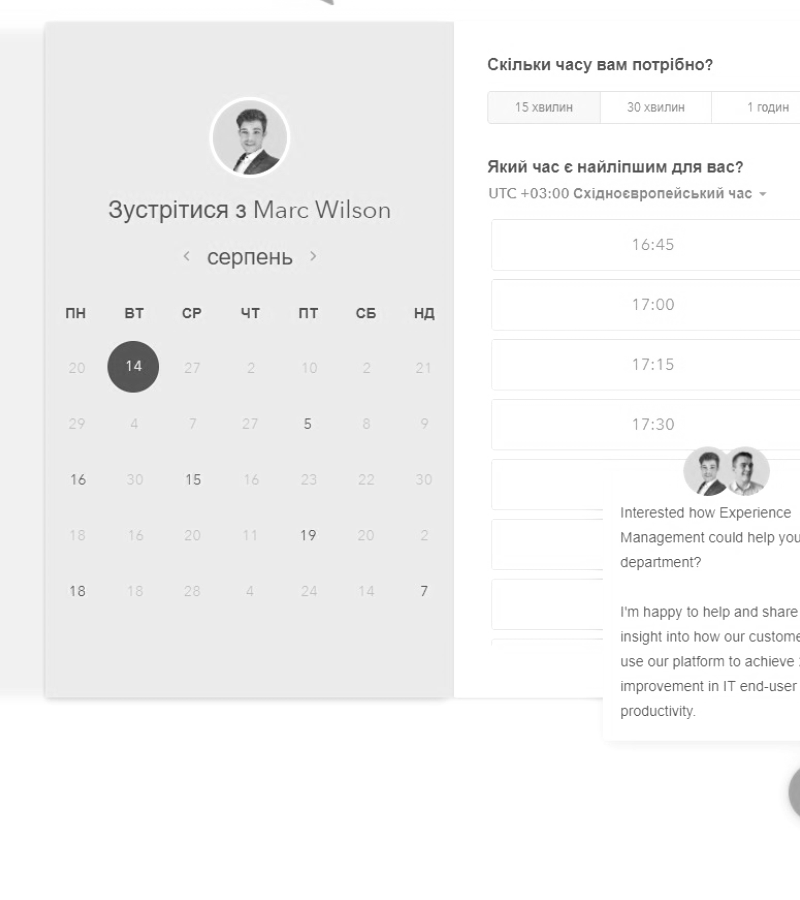 Зустрітися з Marc Wilson
серпень
ПН ВТ СР ЧТ ПТ СБ НД
20 14 27 2 10 2 21
29 4 7 27 5 8 9
16 30 15 16 23 22 30
18 16 20 11 19 20 2
18 18 28 4 24 14 7
Скільки часу вам потрібно?
15 хвилин 30 хвилин 1 годин
Який час є найліпшим для вас?
UTC +03:00 Східноєвропейський час
16:45
17:00
17:15
17:30
Interested how Experience
Management could help you
department?
I'm happy to help and share
insight into how our custome
use our platform to achieve
improvement in IT end-user
productivity.